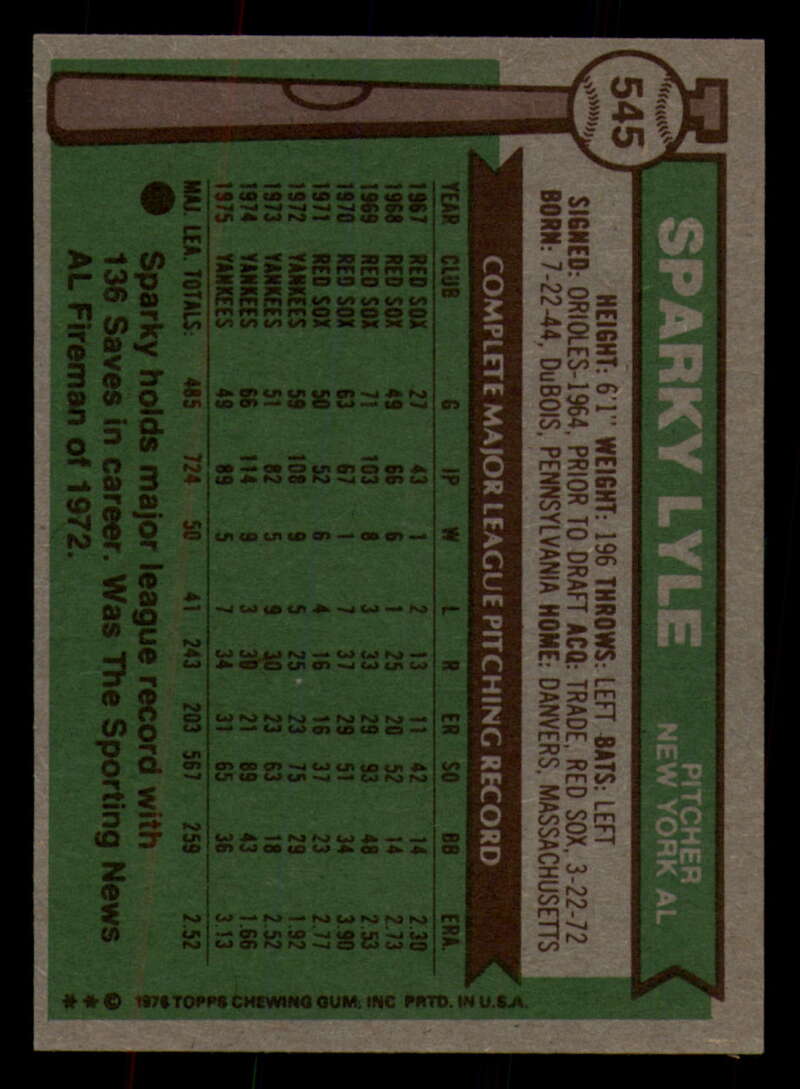 545
SPARKY LYLE
PITCHER
NEW YORK AL
HEIGHT: 6'1" WEIGHT: 196 THROWS: LEFT BATS: LEFT
SIGNED: ORIOLES-1964, PRIOR TO DRAFT ACQ: TRADE, RED SOX, 3-22-72
BORN: 7-22-44, DuBOIS, PENNSYLVANIA HOME: DANVERS, MASSACHUSETTS
COMPLETE MAJOR LEAGUE PITCHING RECORD
YEAR CLUB G IP W L R ER SO BB ERA.
1967 RED SOX 27 43 1 2 13 11 42 14 2.30
1968 RED SOX 49 66 6 1 25 20 52 14 2.73
1969 RED SOX 71 103 8 3 33 29 93 48 2.53
1970 RED SOX 63 67 1 7 37 29 51 34 3.90
1971 RED SOX 50 52 6 4 16 16 37 23 2.77
1972 YANKEES 59 108 9 5 25 23 75 29 1.92
1973 YANKEES 51 82 5 9 30 23 63 18 2.52
1974 YANKEES 66 114 9 3 30 21 89 43 1.66
1975 YANKEES 49 89 5 7 34 31 65 36 3.13
MAJ. LEA. TOTALS: 485 724 50 41 243 203 567 259 2.52
Sparky holds major league record with
136 Saves in career. Was The Sporting News
AL Fireman of 1972.
**© 1976 TOPPS CHEWING GUM, INC PRTD. IN U.S.A.